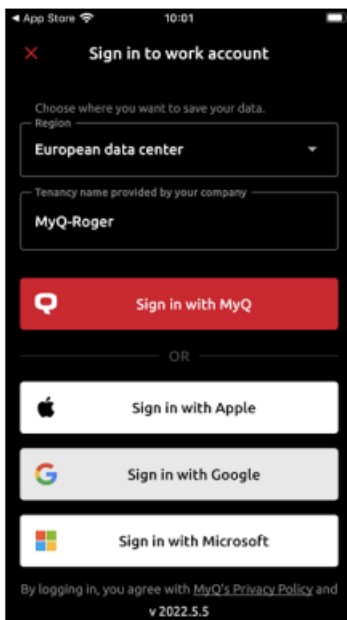 App Store 10:01
Sign in to work account
Choose where you want to save your data.
Region
European data center
Tenancy name provided by your company
MyQ-Roger
Sign in with MyQ
OR
Sign in with Apple
Sign in with Google
Sign in with Microsoft
By logging in, you agree with MyQ's Privacy Policy and
v 2022.5.5